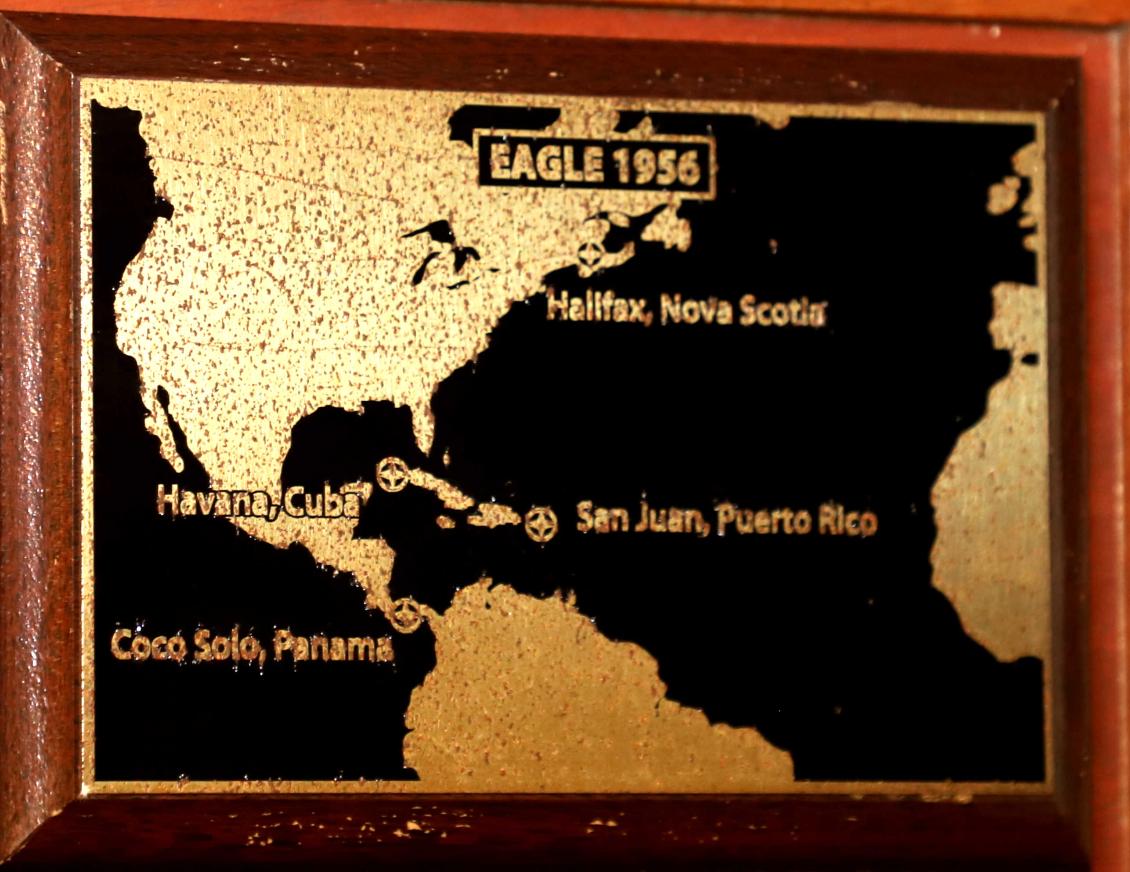 EAGLE 1956
Halifax, Nova Scotia
Havana, Cuba
San Juan, Puerto Rico
Coco Solo, Panama